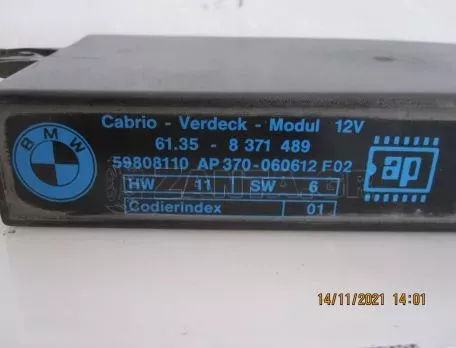 BMW
Cabrio - Verdeck - Modul 12V
61.35 - 8 371 489
59808110 AP 370-060612 F02
HW 11 SW 6
Codierindex 01
ap
14/11/2021 14:01